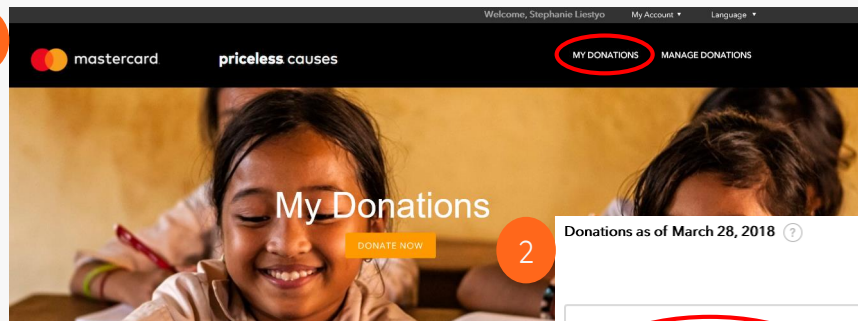 Welcome, Stephanie Liestyo My Account ▾ Language ▾
mastercard priceless causes MY DONATIONS MANAGE DONATIONS
My Donations
DONATE NOW
2
Donations as of March 28, 2018 ?